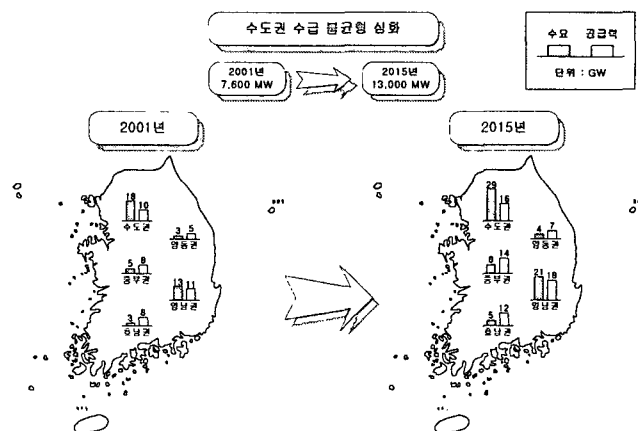 수도권 수급 불균형 심화
2001년
7,600 MW
2015년
13,000 MW
수요 공급력
단위 : GW
2001년
18 10
수도권
3 5
영동권
5 8
중부권
13 11
영남권
3 8
호남권
2015년
29 16
수도권
4 7
영동권
8 14
중부권
21 18
영남권
5 12
호남권